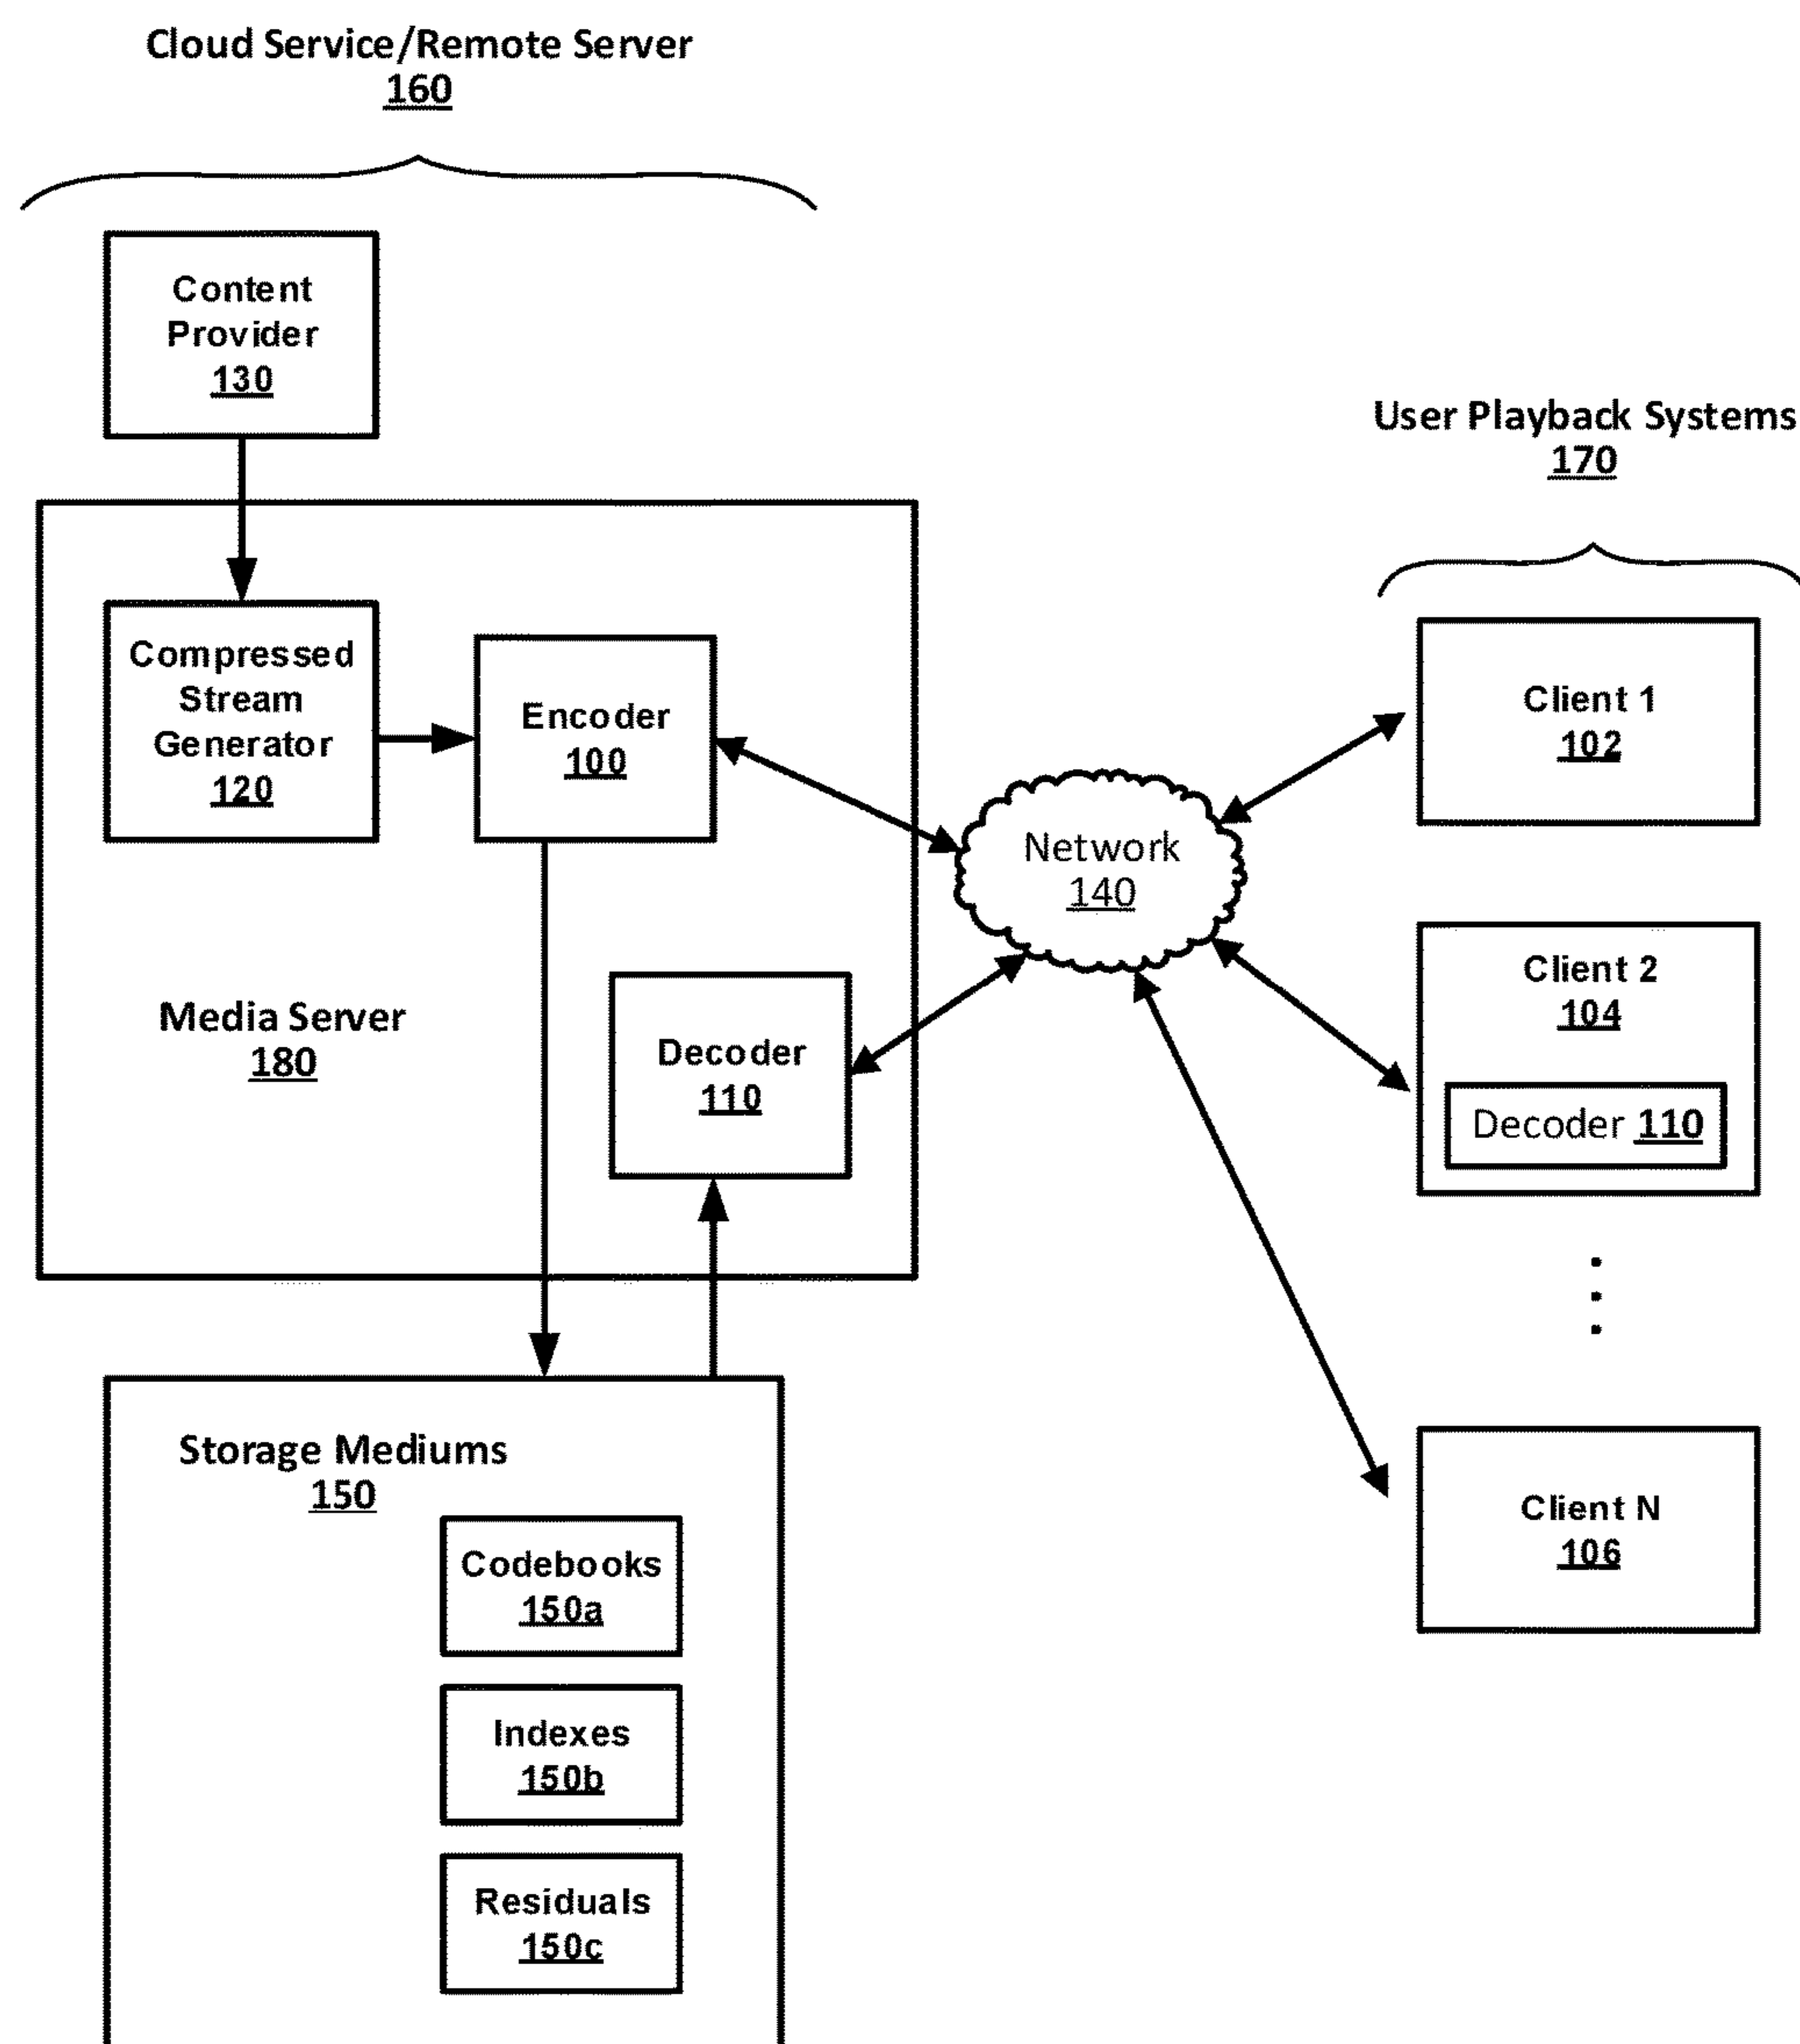 Cloud Service/Remote Server
160
Content
Provider
130
User Playback Systems
170
Compressed
Stream
Generator
120
Encoder
100
Client 1
102
Network
140
Client 2
104
Decoder 110
Media Server
180
Decoder
110
Storage Mediums
150
Codebooks
150a
Indexes
150b
Residuals
150c
Client N
106